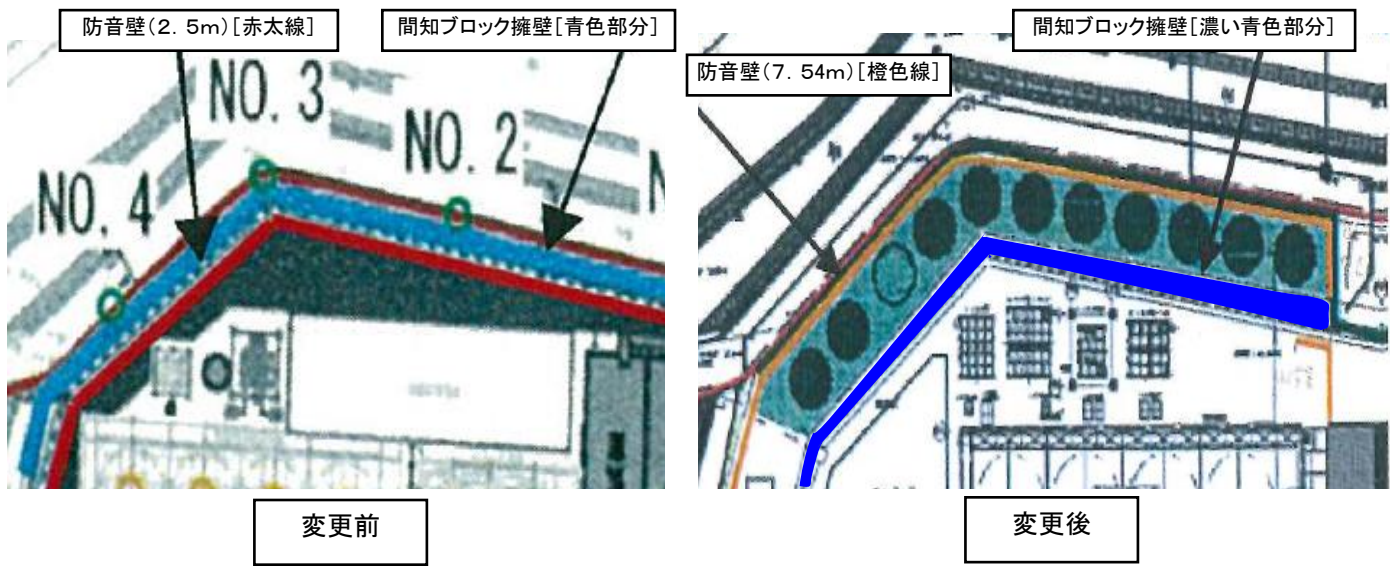 防音壁(2.5m)[赤太線]
間知ブロック擁壁[青色部分]
NO. 3
NO. 2
NO. 4
N
変更前
間知ブロック擁壁[濃い青色部分]
防音壁(7.54m)[橙色線]
変更後